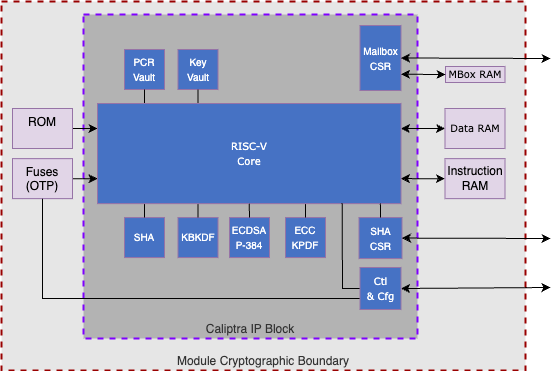 PCR
Vault
Key
Vault
Mailbox
CSR
MBox RAM
ROM
RISC-V
Core
Data RAM
Fuses
(OTP)
Instruction
RAM
SHA
KBKDF
ECDSA
P-384
ECC
KPDF
SHA
CSR
Ctl
& Cfg
Caliptra IP Block
Module Cryptographic Boundary